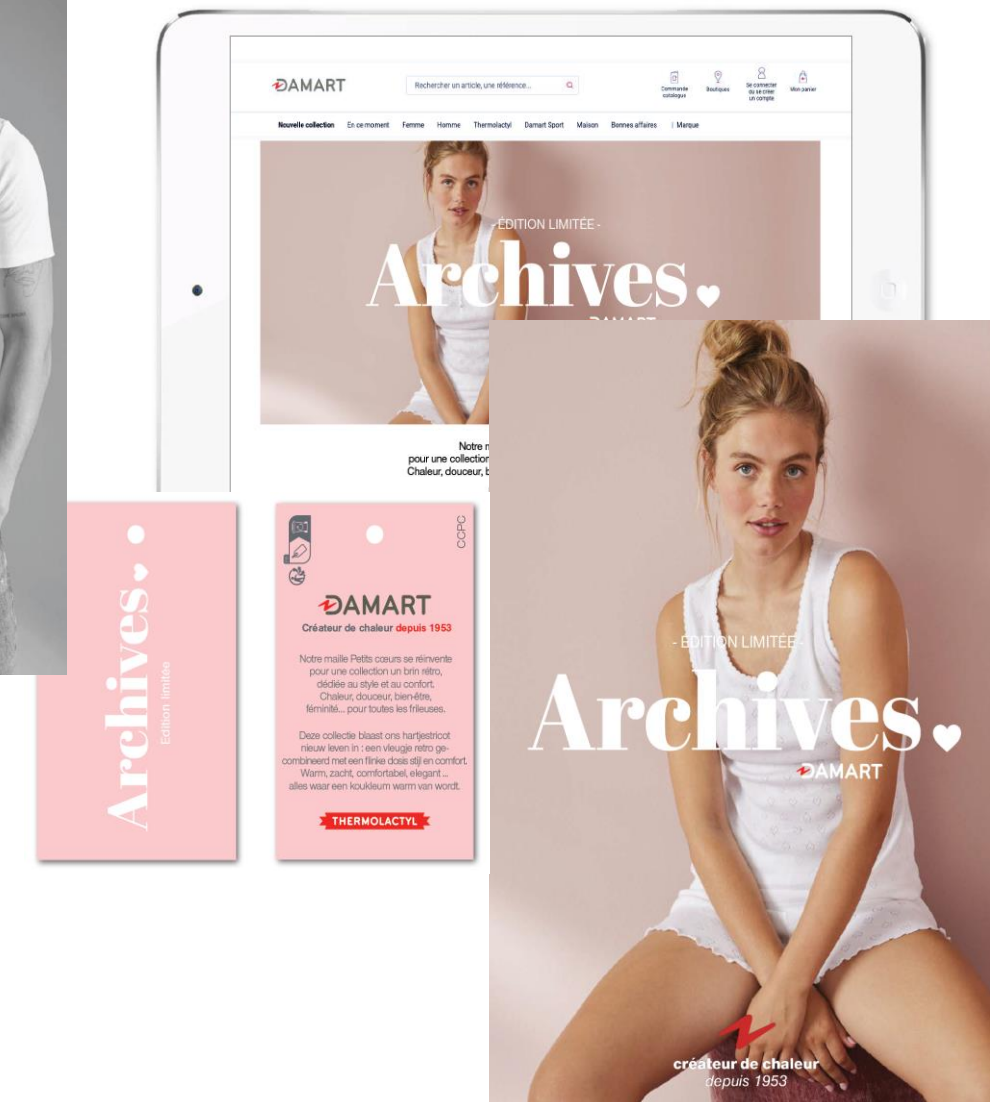 DAMART
Rechercher un article, une référence...
Commande
catalogue
Boutiques
Se connecter
ou se créer
un compte
Mon panier
Nouvelle collection En ce moment Femme Homme Thermolactyl Damart Sport Maison Bonnes affaires | Marque
- ÉDITION LIMITÉE -
Archives
DAMART
Notre
pour une collection
Chaleur, douceur,
Archives
Edition limitée
CCPC
DAMART
Créateur de chaleur depuis 1953
Notre maille Petits cœurs se réinvente
pour une collection un brin rétro,
dédiée au style et au confort.
Chaleur, douceur, bien-être,
féminité... pour toutes les frileuses.
Deze collectie blaast ons hartjestricot
nieuw leven in : een vleugje retro ge-
combineerd met een flinke dosis stijl en comfort.
Warm, zacht, comfortabel, elegant ...
alles waar een koukleum warm van wordt.
THERMOLACTYL
- ÉDITION LIMITÉE -
Archives
DAMART
créateur de chaleur
depuis 1953